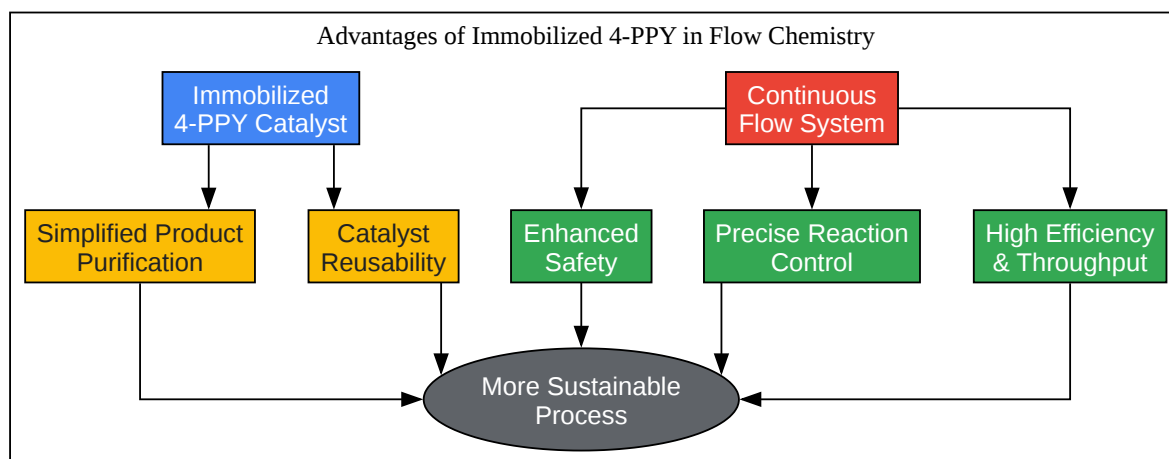 Advantages of Immobilized 4-PPY in Flow Chemistry
Immobilized
4-PPY Catalyst
Continuous
Flow System
Simplified Product
Purification
Catalyst
Reusability
Enhanced
Safety
Precise Reaction
Control
High Efficiency
& Throughput
More Sustainable
Process